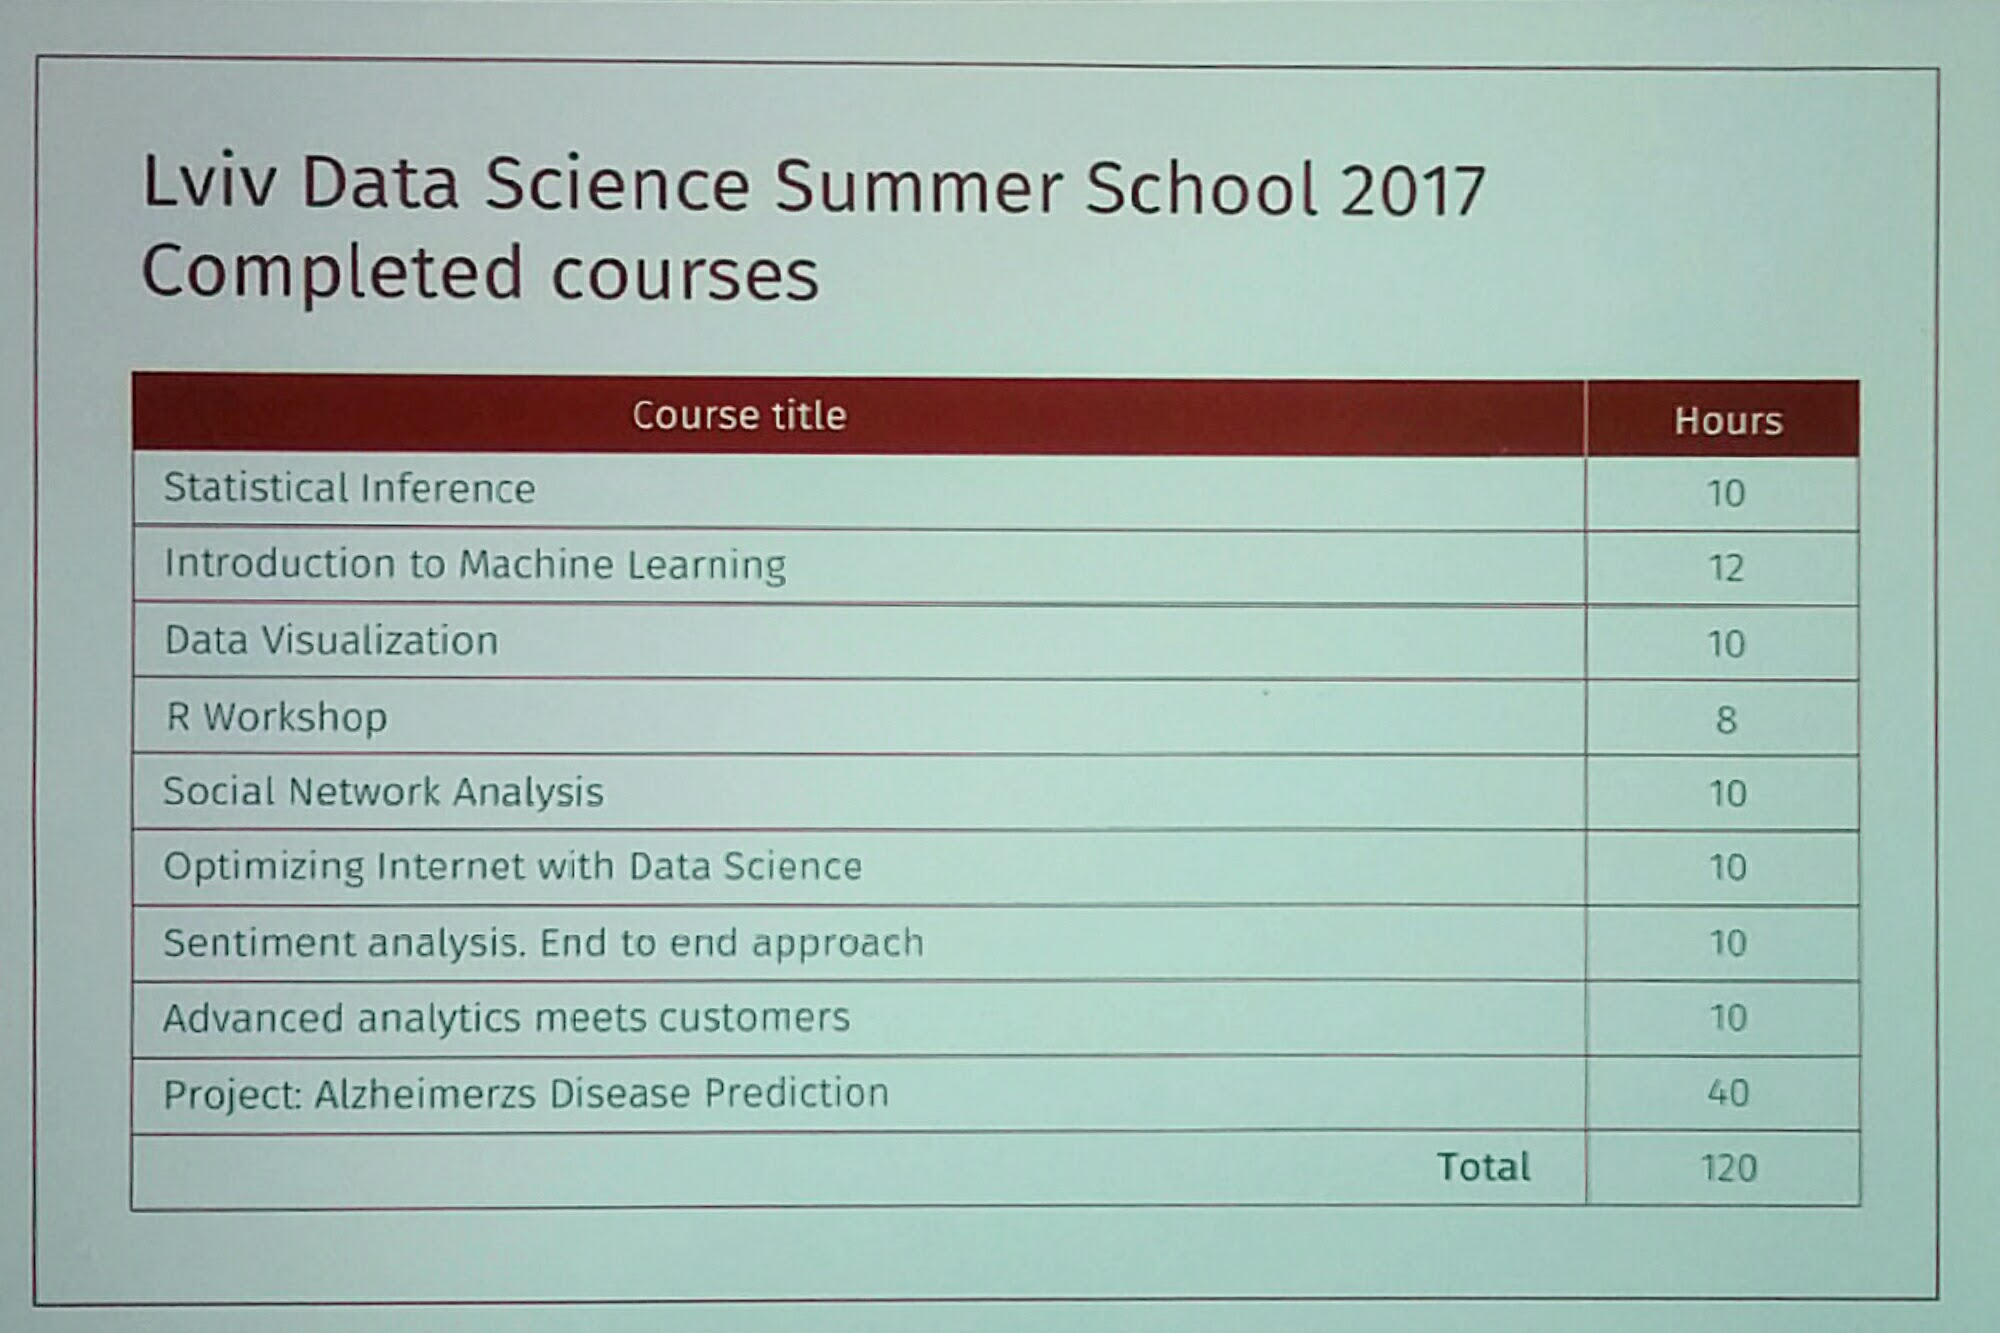 Lviv Data Science Summer School 2017
Completed courses
Course title Hours
Statistical Inference 10
Introduction to Machine Learning 12
Data Visualization 10
R Workshop 8
Social Network Analysis 10
Optimizing Internet with Data Science 10
Sentiment analysis. End to end approach 10
Advanced analytics meets customers 10
Project: Alzheimerzs Disease Prediction 40
Total 120